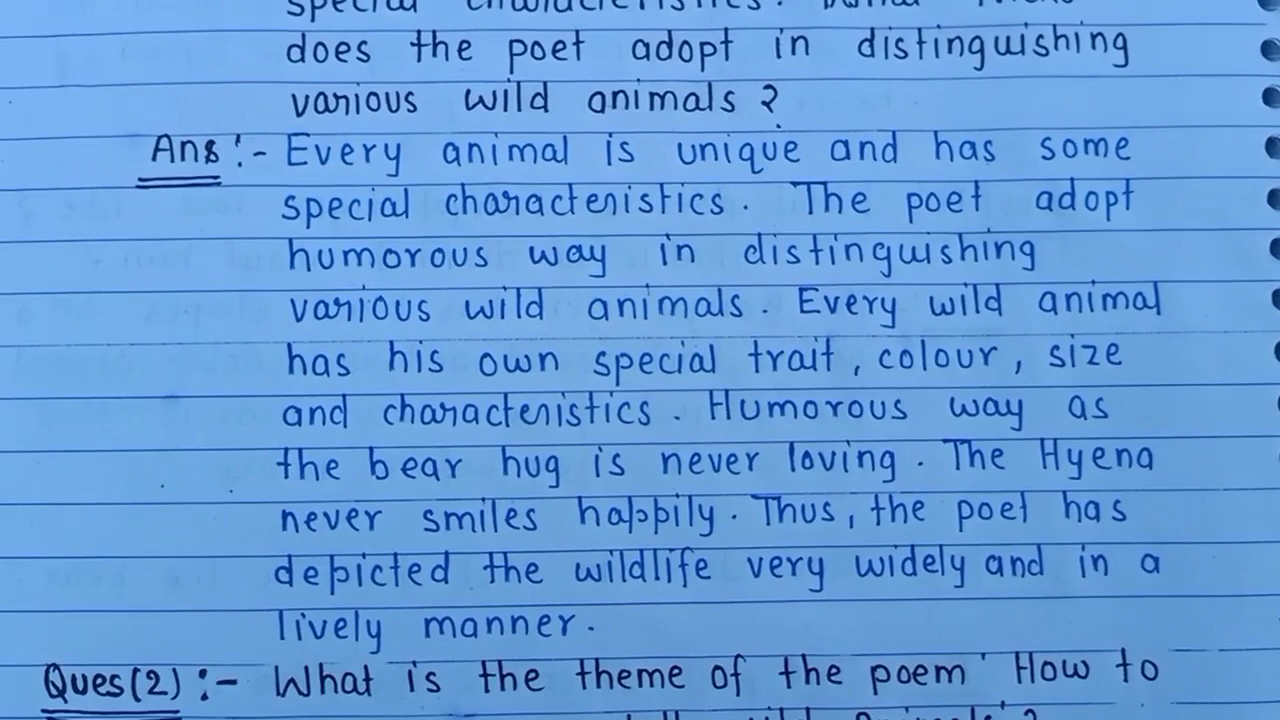 special characteristics.
does the poet adopt in distinguishing
various wild animals ?
Ans :- Every animal is unique and has some
special characteristics. The poet adopt
humorous way in distinguishing
various wild animals. Every wild animal
has his own special trait, colour, size
and characteristics. Humorous way as
the bear hug is never loving. The Hyena
never smiles happily. Thus, the poet has
depicted the wildlife very widely and in a
lively manner.
Ques(2) :- What is the theme of the poem ' How to
wild Animals' ?